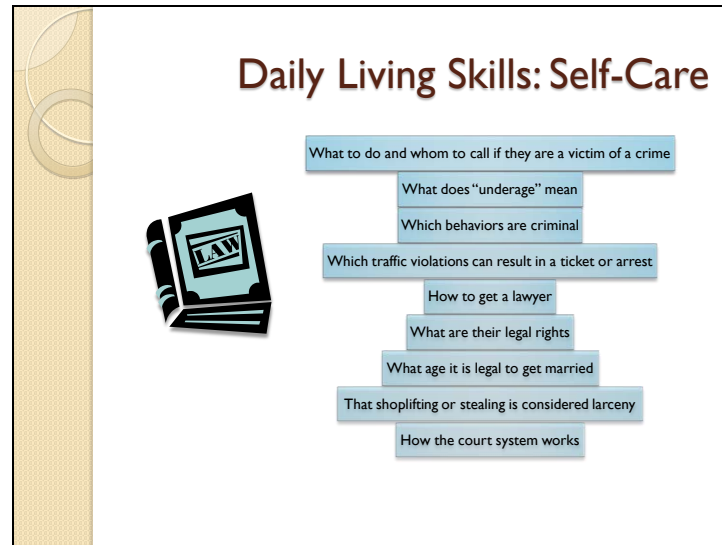 Daily Living Skills: Self-Care
What to do and whom to call if they are a victim of a crime
What does “underage” mean
Which behaviors are criminal
Which traffic violations can result in a ticket or arrest
How to get a lawyer
What are their legal rights
What age it is legal to get married
That shoplifting or stealing is considered larceny
How the court system works
LAW